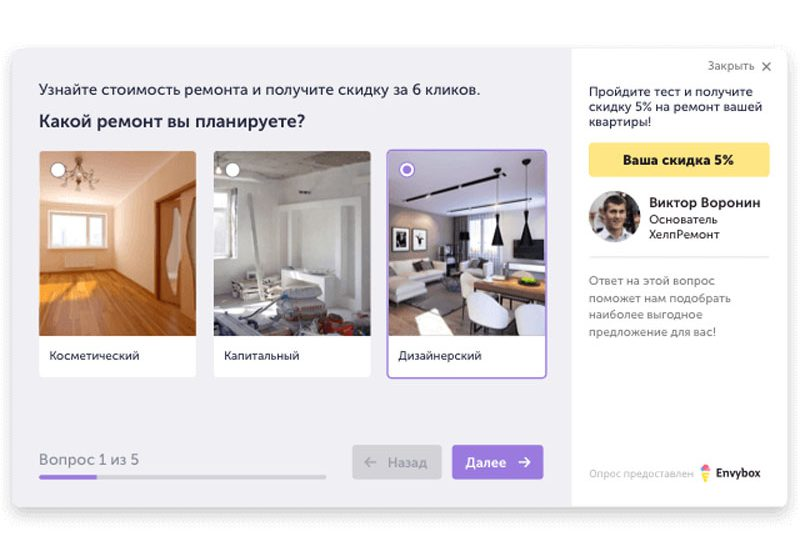 Узнайте стоимость ремонта и получите скидку за 6 кликов.
Какой ремонт вы планируете?
Косметический
Капитальный
Дизайнерский
Вопрос 1 из 5
← Назад
Далее →
Закрыть ×
Пройдите тест и получите
скидку 5% на ремонт вашей
квартиры!
Ваша скидка 5%
Виктор Воронин
Основатель
ХелпРемонт
Ответ на этой вопрос
поможет нам подобрать
наиболее выгодное
предложение для вас!
Опрос предоставлен Envybox